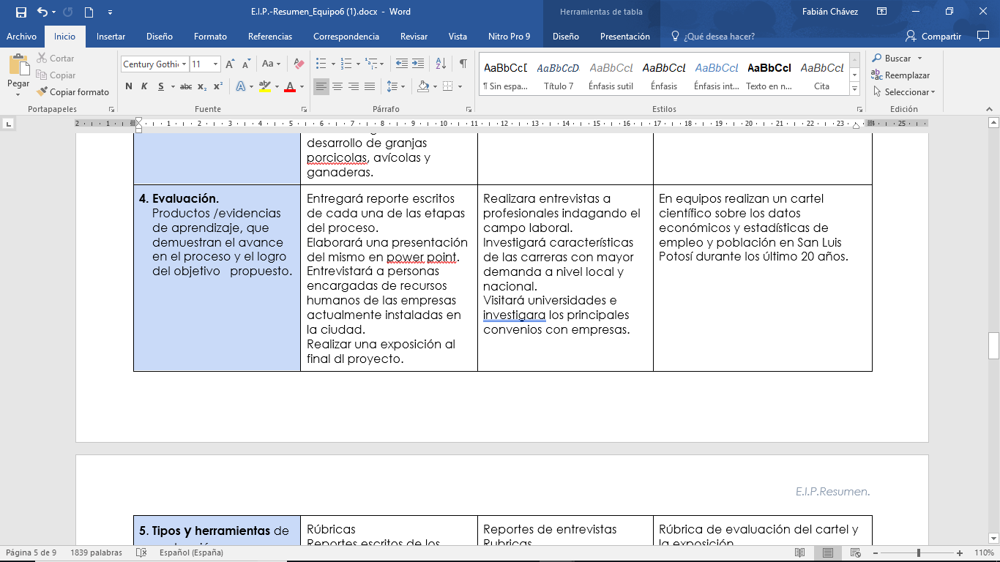 E.I.P.-Resumen_Equipo6 (1).docx - Word
Herramientas de tabla
Fabián Chávez
Archivo Inicio Insertar Diseño Formato Referencias Correspondencia Revisar Vista Nitro Pro 9 Diseño Presentación ¿Qué desea hacer? Compartir
Pegar
Cortar
Copiar
Copiar formato
Portapapeles
Century Gothi 11
Aa
N K S abc x₂ x²
A ab A
Fuente
Párrafo
AaBbCcD AaBbCcD AaBbCcL AaBbCcL AaBbCcL AaBbCcI AaBbCcL
¶ Sin espa... Título 7 Énfasis sutil Énfasis Énfasis int... Texto en n... Cita
Estilos
Buscar
Reemplazar
Seleccionar
Edición
2 1 1 2 3 4 5 6 7 8 9 10 11 12 13 14 15 16 17 18 19 20 21 22 23 25
desarrollo de granjas
porcicolas, avícolas y
ganaderas.
4. Evaluación.
Productos /evidencias
de aprendizaje, que
demuestran el avance
en el proceso y el logro
del objetivo propuesto.
Entregará reporte escritos
de cada una de las etapas
del proceso.
Elaborará una presentación
del mismo en power point.
Entrevistará a personas
encargadas de recursos
humanos de las empresas
actualmente instaladas en
la ciudad.
Realizar una exposición al
final dl proyecto.
Realizara entrevistas a
profesionales indagando el
campo laboral.
Investigará características
de las carreras con mayor
demanda a nivel local y
nacional.
Visitará universidades e
investigara los principales
convenios con empresas.
En equipos realizan un cartel
científico sobre los datos
económicos y estadísticas de
empleo y población en San Luis
Potosí durante los último 20 años.
E.I.P.Resumen.
5. Tipos y herramientas de
Rúbricas
Reportes escritos de los
Reportes de entrevistas
Rubricas
Rúbrica de evaluación del cartel y
la exposición
Página 5 de 9 1839 palabras Español (España) 110%